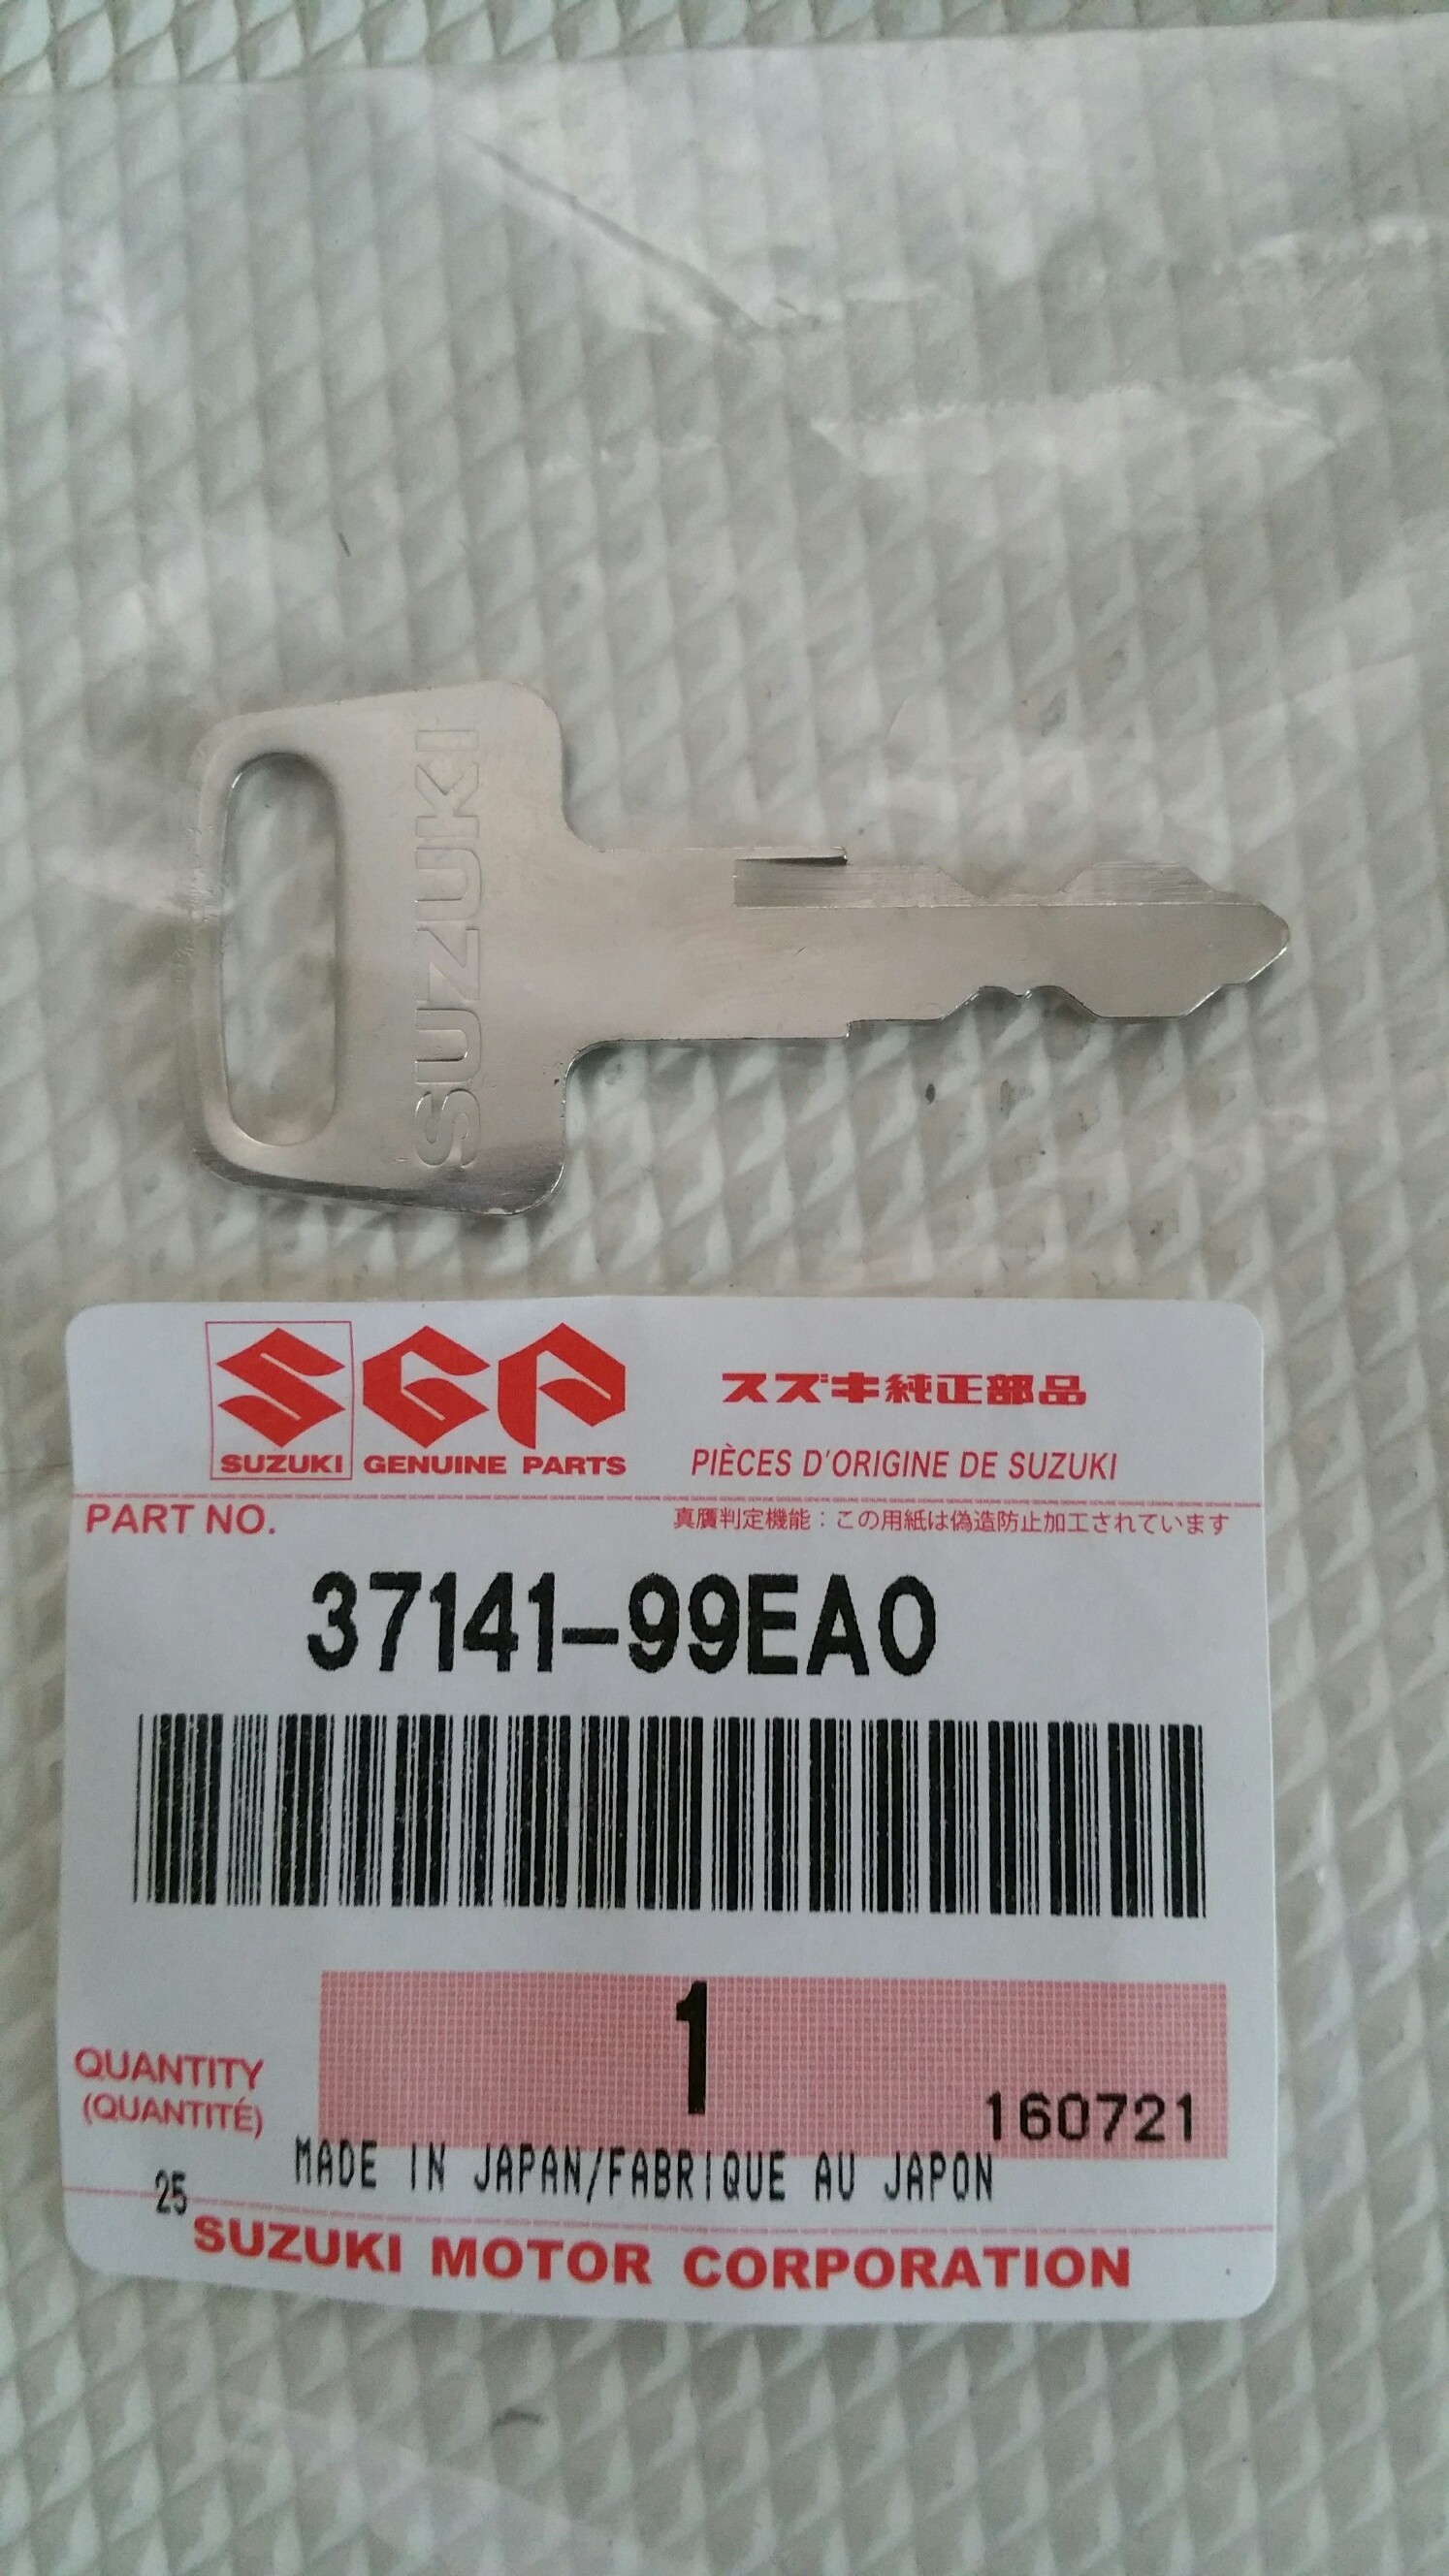 SUZUKI
SGP
スズキ純正部品
SUZUKI GENUINE PARTS
PIÈCES D'ORIGINE DE SUZUKI
PART NO.
真贋判定機能：この用紙は偽造防止加工されています
37141-99EA0
1
QUANTITY
(QUANTITÉ)
160721
MADE IN JAPAN/FABRIQUE AU JAPON
25
SUZUKI MOTOR CORPORATION